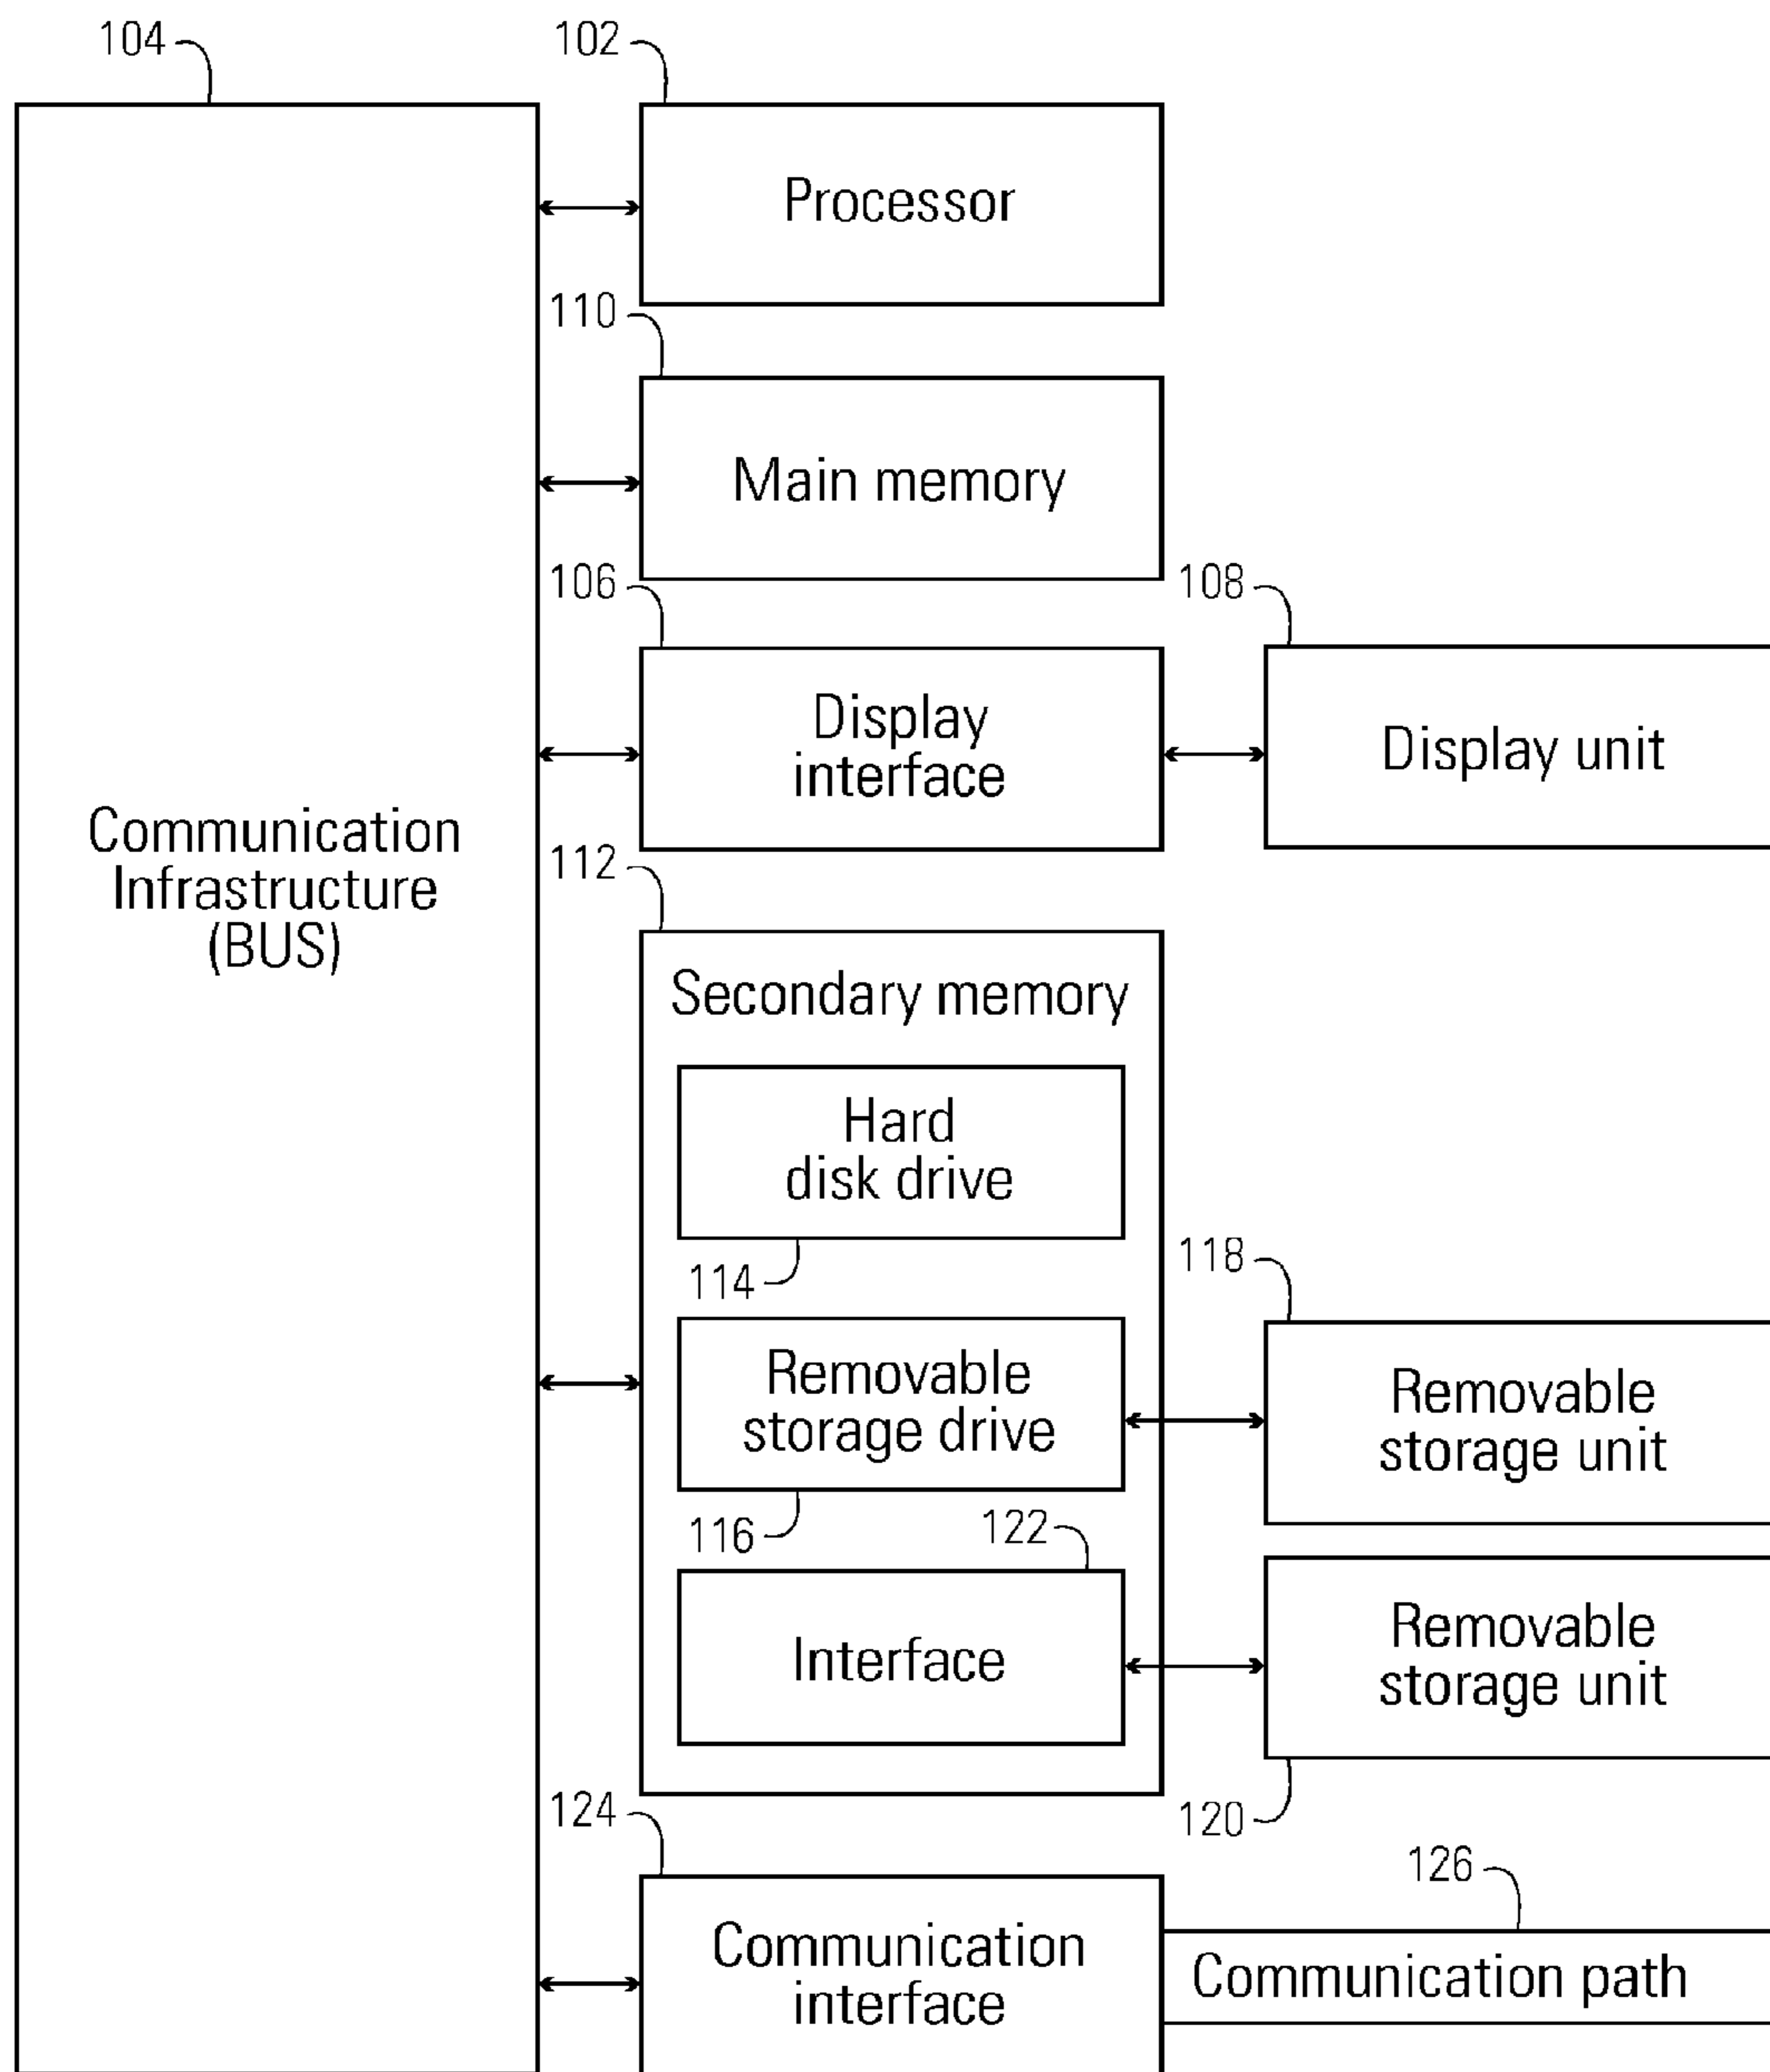 104
102
Processor
110
Main memory
106
108
Display
interface
Display unit
Communication
Infrastructure
(BUS)
112
Secondary memory
Hard
disk drive
114
118
Removable
storage drive
Removable
storage unit
116
122
Interface
Removable
storage unit
120
124
126
Communication
interface
Communication path